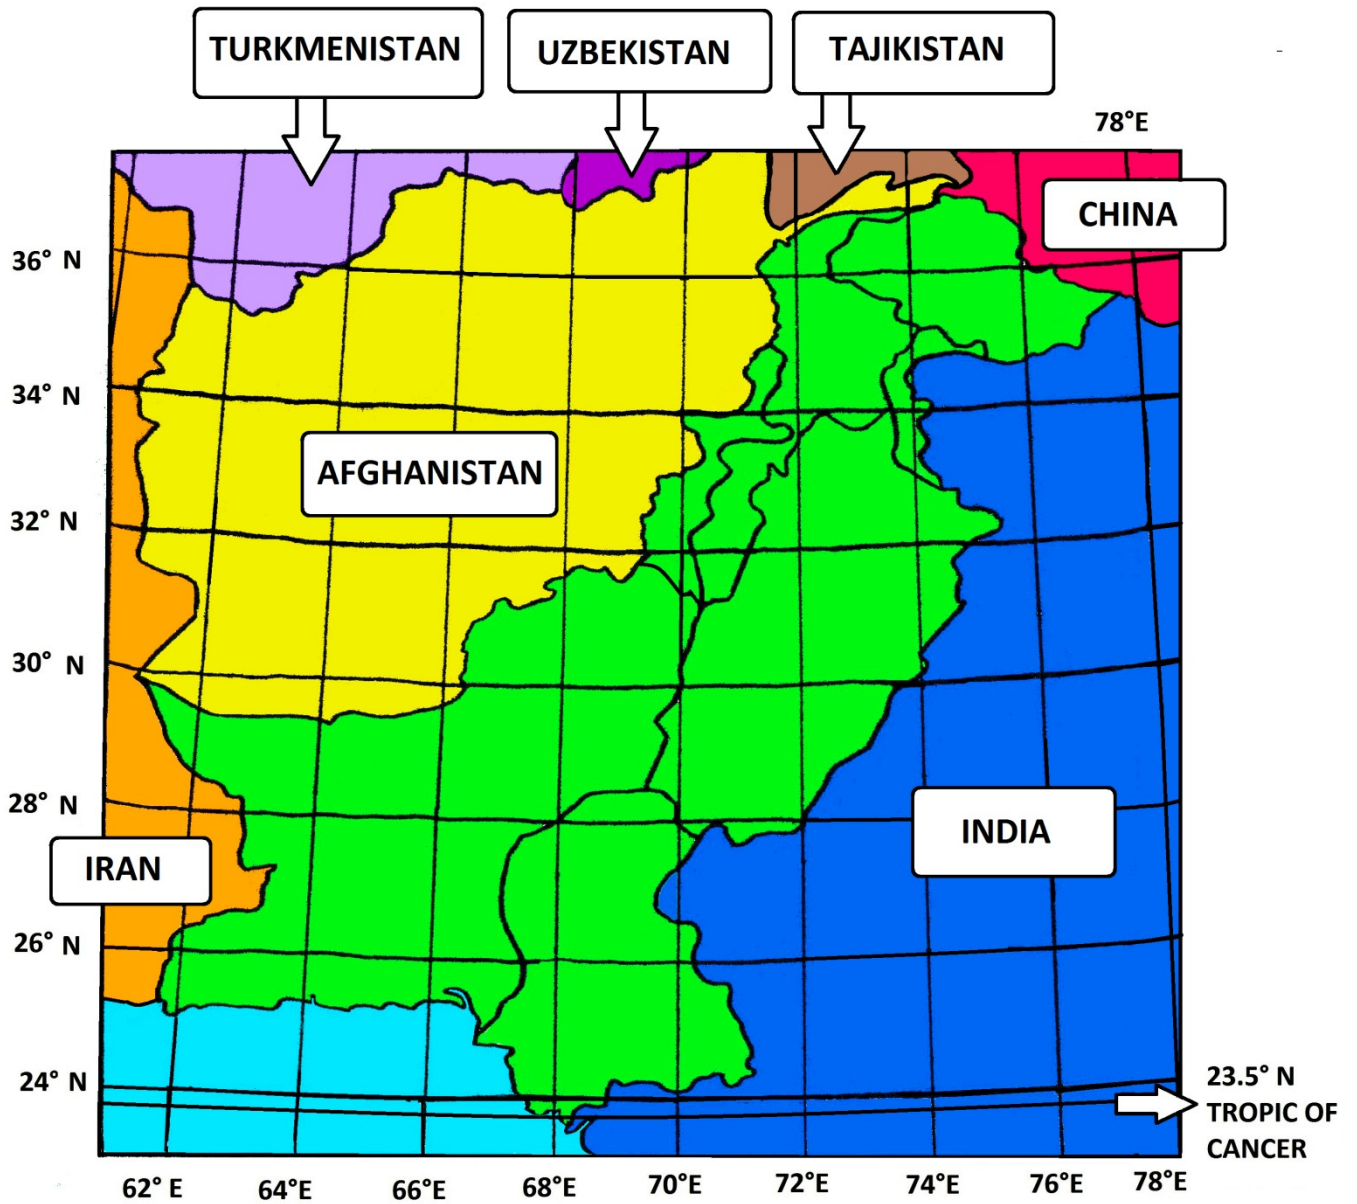 TURKMENISTAN
UZBEKISTAN
TAJIKISTAN
78°E
CHINA
36° N
34° N
AFGHANISTAN
32° N
30° N
28° N
INDIA
IRAN
26° N
24° N
23.5° N
TROPIC OF
CANCER
62° E 64° E 66° E 68° E 70° E 72° E 74° E 76° E 78° E